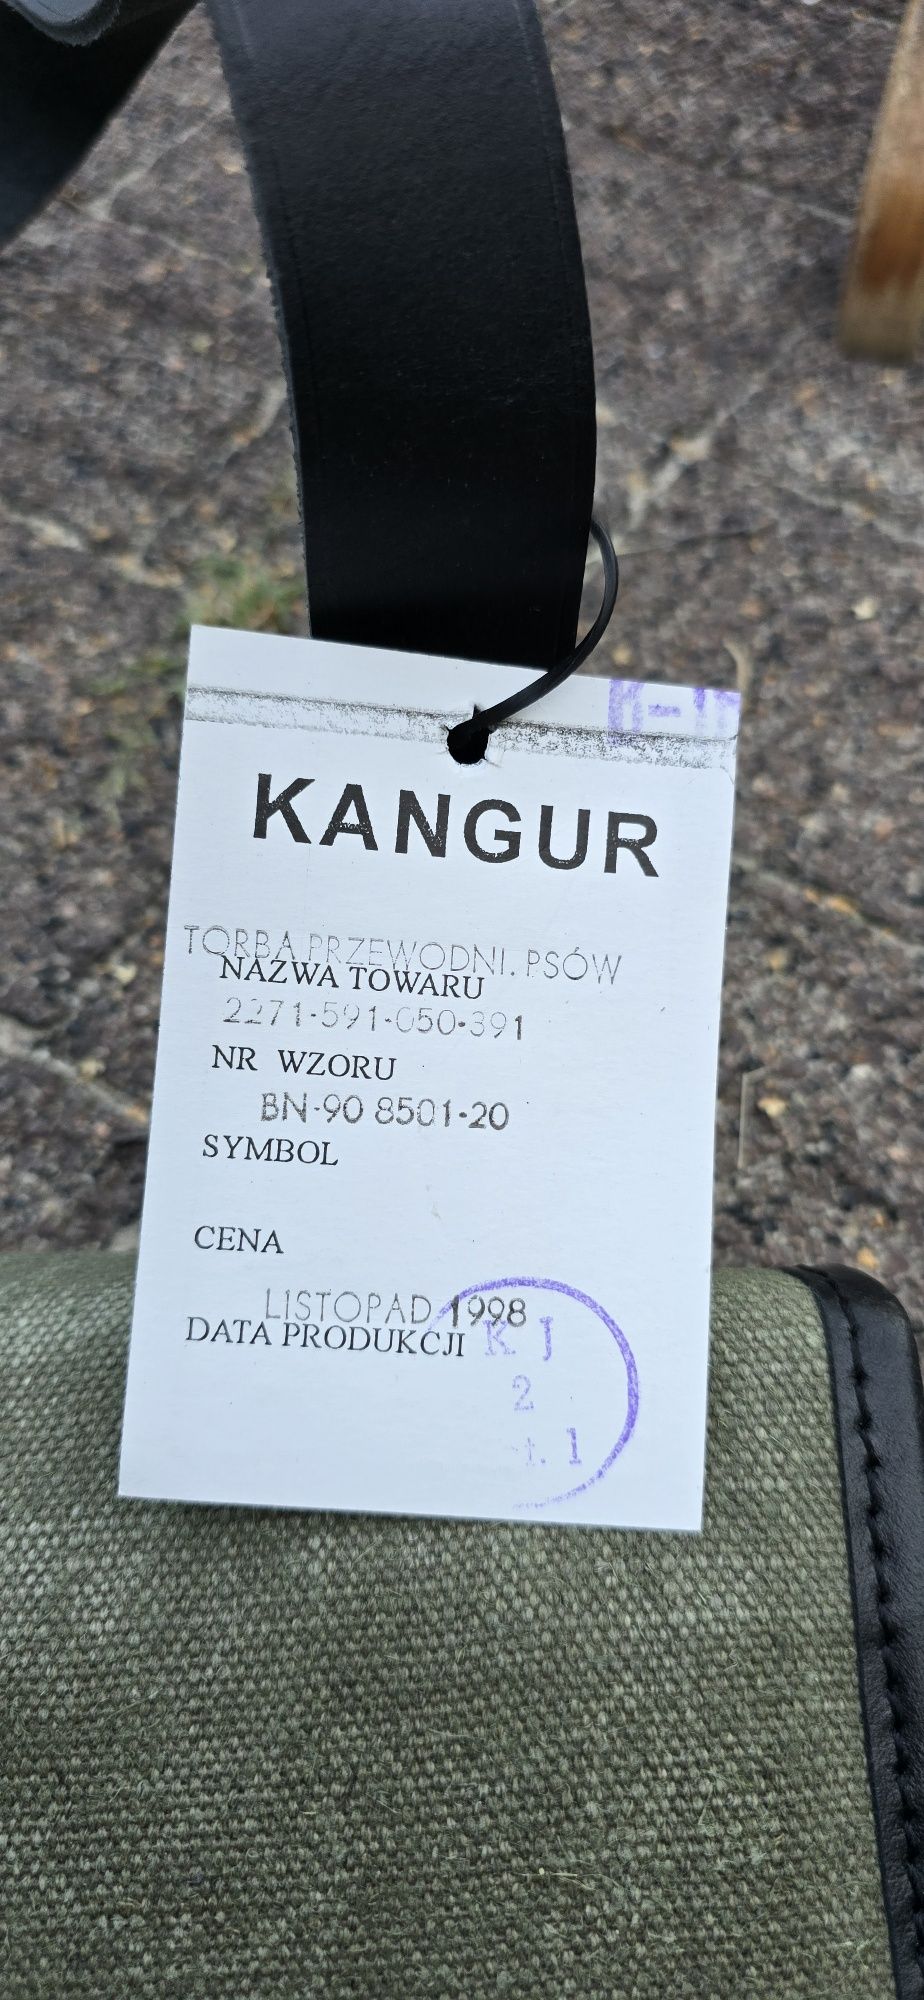 KANGUR
TORBA PRZEWODNI. PSÓW
NAZWA TOWARU
2271-591-050-391
NR WZORU
BN-90 8501-20
SYMBOL
CENA
LISTOPAD 1998
DATA PRODUKCJI
K J
2
t. 1